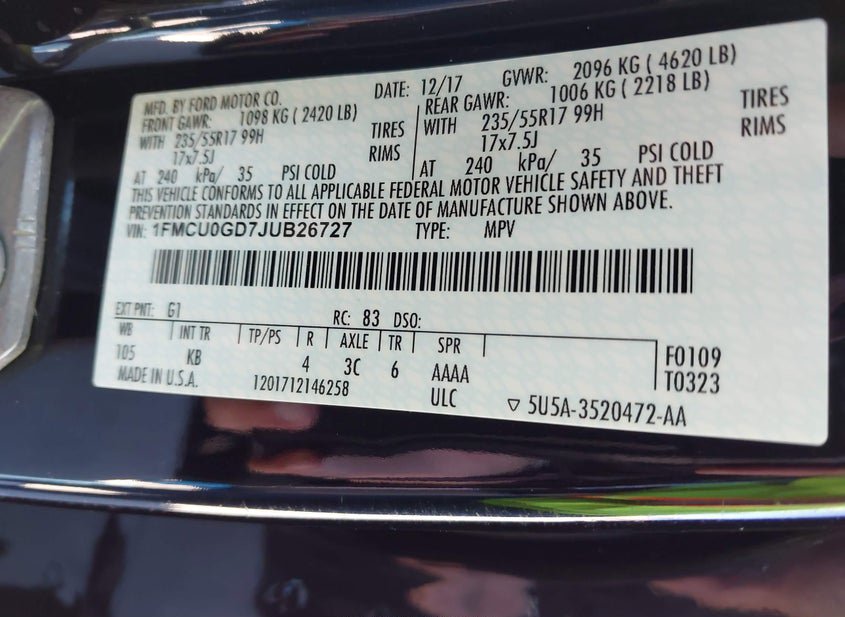 MFD. BY FORD MOTOR CO. DATE: 12/17 GVWR: 2096 KG ( 4620 LB)
FRONT GAWR: 1098 KG ( 2420 LB) REAR GAWR: 1006 KG ( 2218 LB)
WITH 235/55R17 99H TIRES WITH 235/55R17 99H TIRES
17x7.5J RIMS 17x7.5J RIMS
AT 240 kPa/ 35 PSI COLD AT 240 kPa/ 35 PSI COLD
THIS VEHICLE CONFORMS TO ALL APPLICABLE FEDERAL MOTOR VEHICLE SAFETY AND THEFT
PREVENTION STANDARDS IN EFFECT ON THE DATE OF MANUFACTURE SHOWN ABOVE.
VIN: 1FMCU0GD7JUB26727 TYPE: MPV
EXT PNT: G1 RC: 83 DSO:
WB INT TR TP/PS R AXLE TR SPR
105 KB 4 3C 6 AAAA F0109
MADE IN U.S.A. 1201712146258 ULC T0323
5U5A-3520472-AA